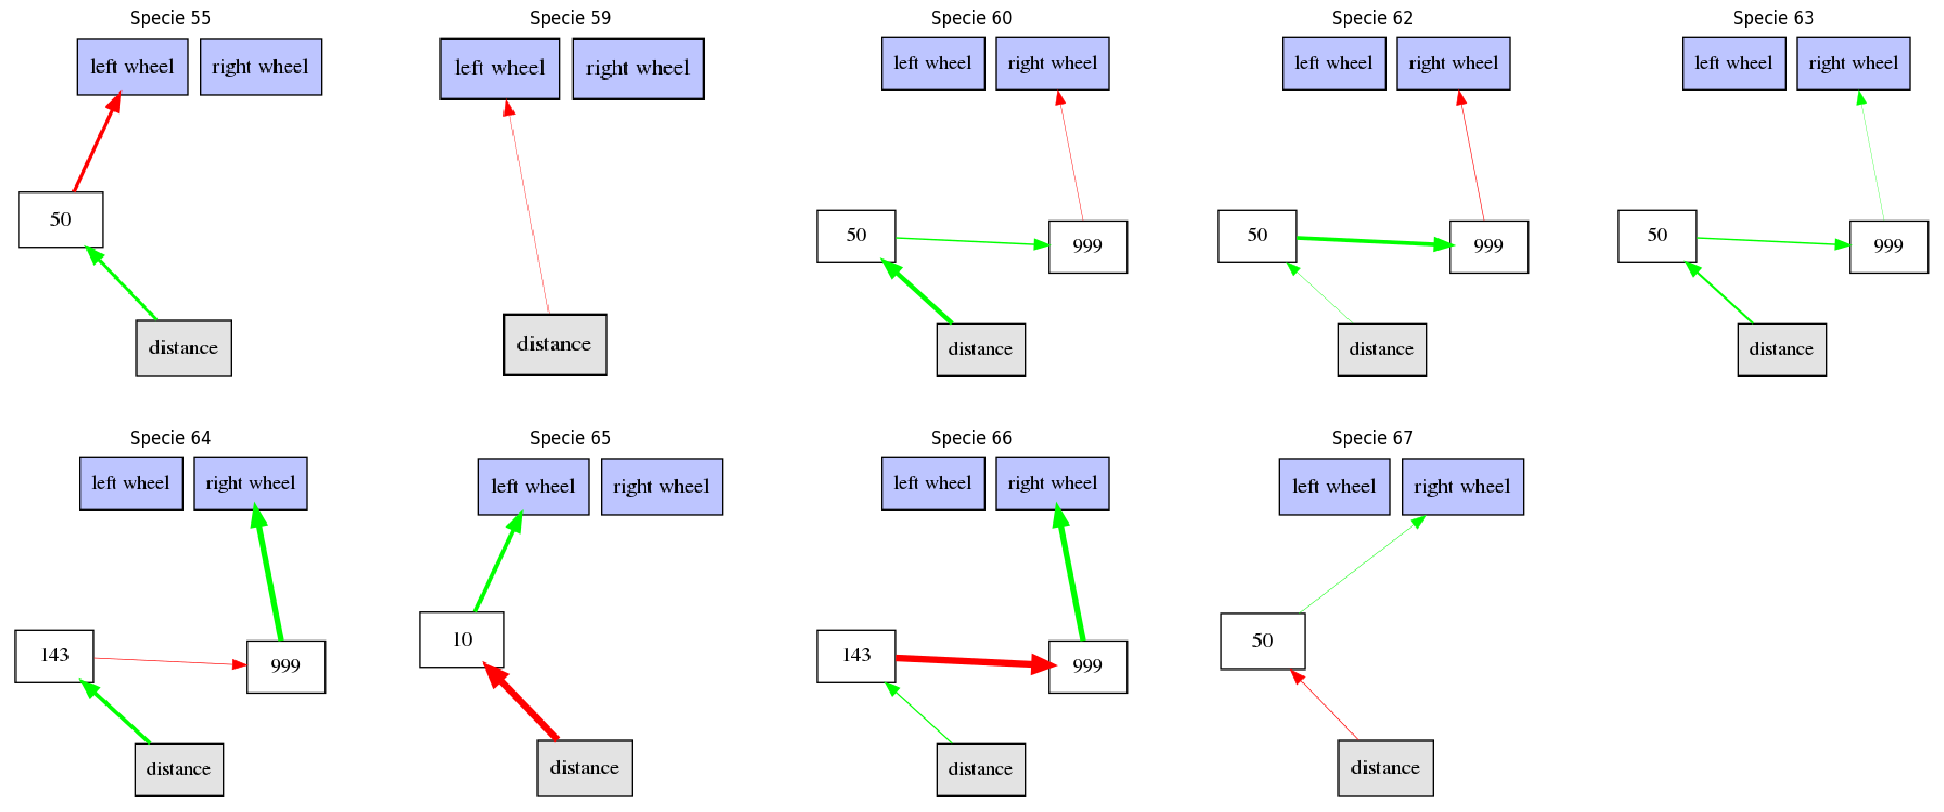 Specie 55
left wheel
right wheel
50
distance
Specie 59
left wheel
right wheel
distance
Specie 60
left wheel
right wheel
50
999
distance
Specie 62
left wheel
right wheel
50
999
distance
Specie 63
left wheel
right wheel
50
999
distance
Specie 64
left wheel
right wheel
143
999
distance
Specie 65
left wheel
right wheel
10
distance
Specie 66
left wheel
right wheel
143
999
distance
Specie 67
left wheel
right wheel
50
distance